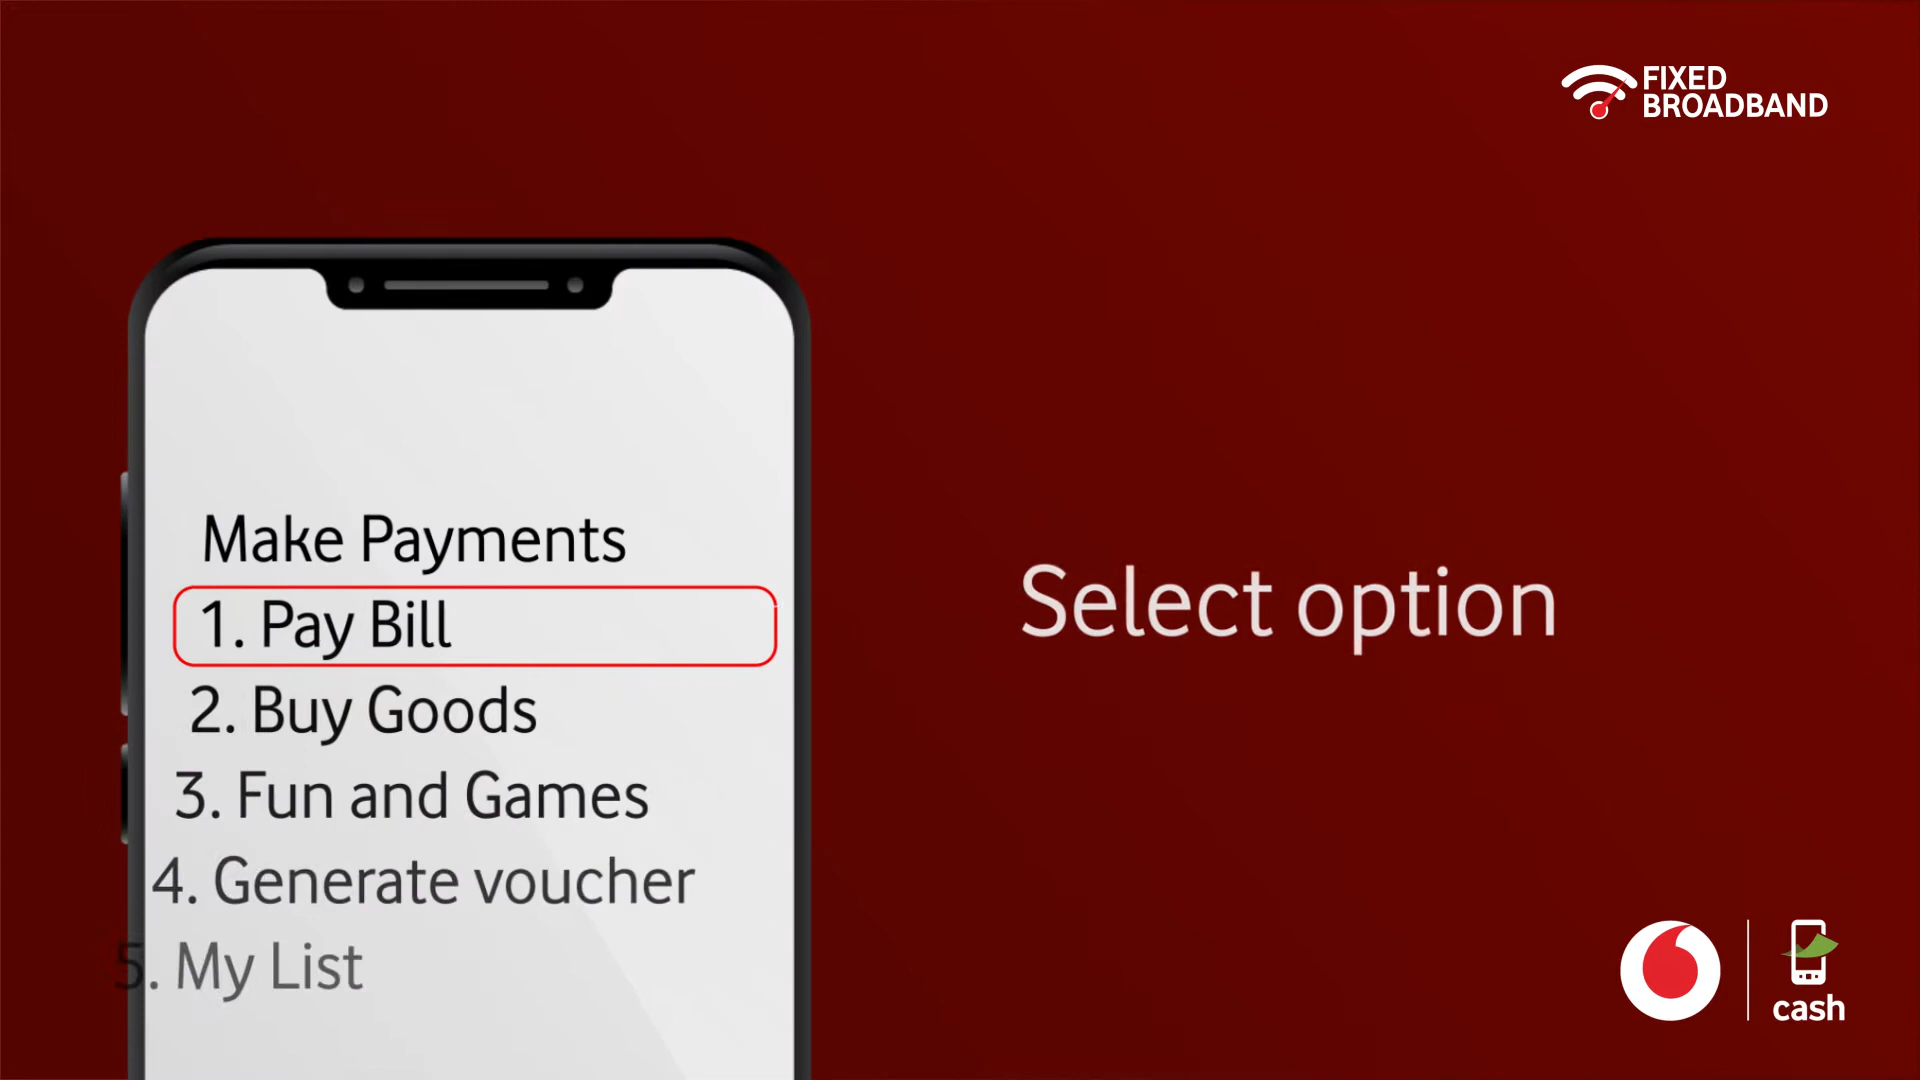 FIXED
BROADBAND
Make Payments
1. Pay Bill
2. Buy Goods
3. Fun and Games
4. Generate voucher
5. My List
Select option
cash